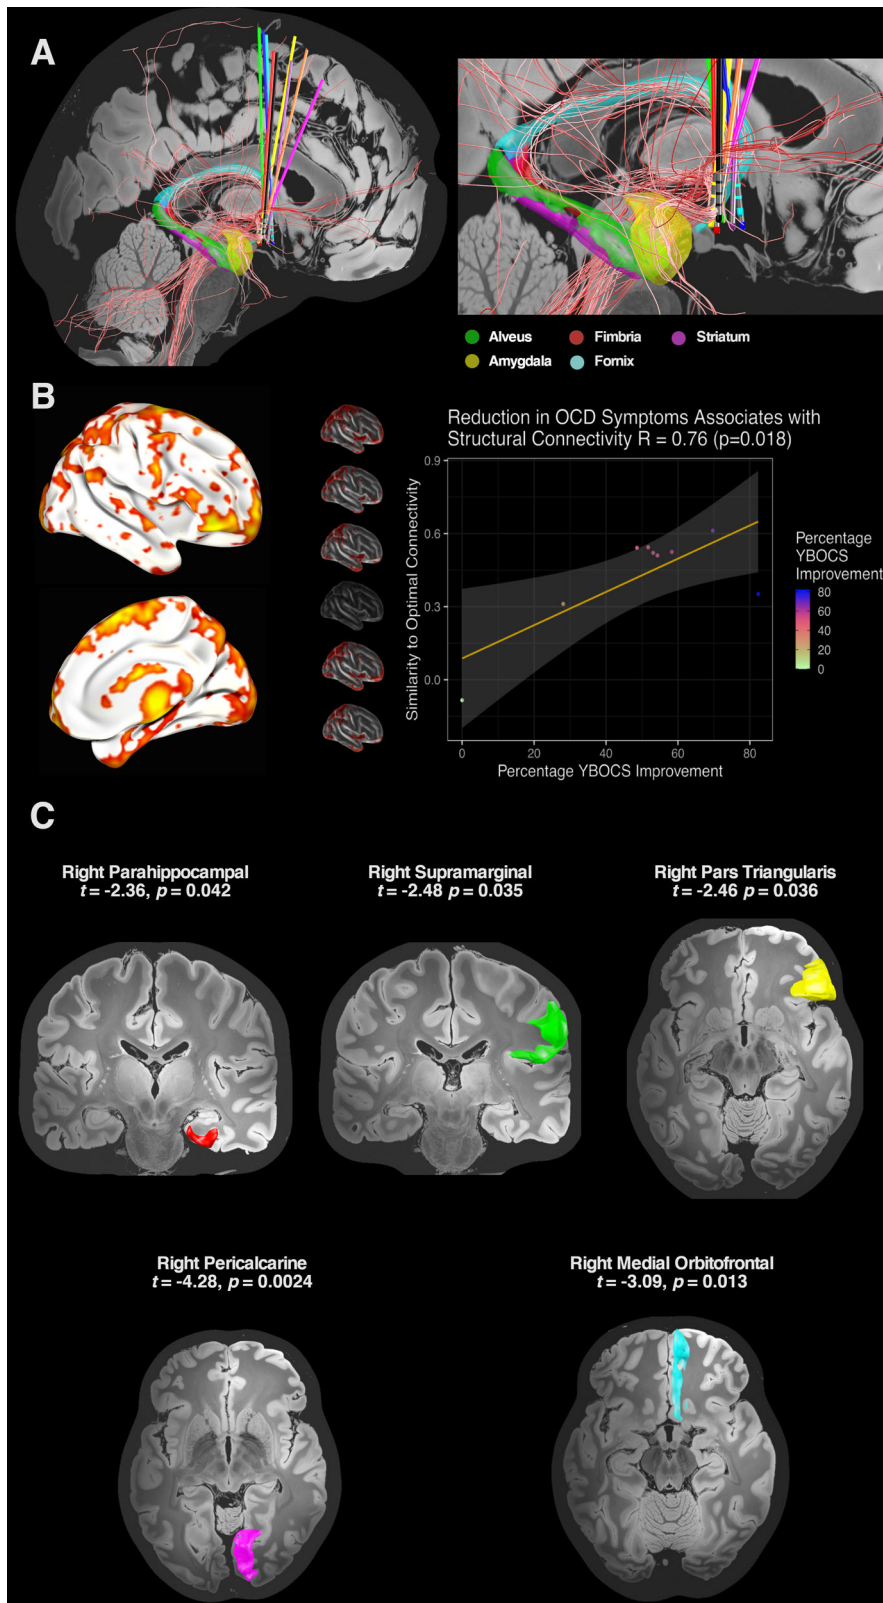 A
Alveus
Fimbria
Striatum
Amygdala
Fornix
B
Reduction in OCD Symptoms Associates with
Structural Connectivity R = 0.76 (p=0.018)
Similarity to Optimal Connectivity
0.9
0.6
0.3
0.0
0
20
40
60
80
Percentage YBOCS Improvement
Percentage
YBOCS
Improvement
80
60
40
20
0
C
Right Parahippocampal
t = -2.36, p = 0.042
Right Supramarginal
t = -2.48 p = 0.035
Right Pars Triangularis
t = -2.46 p = 0.036
Right Pericalcarine
t = -4.28, p = 0.0024
Right Medial Orbitofrontal
t = -3.09, p = 0.013